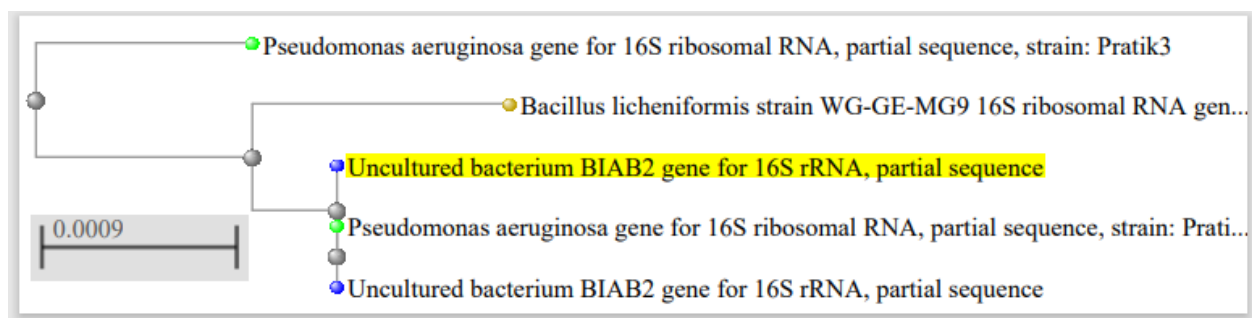 Pseudomonas aeruginosa gene for 16S ribosomal RNA, partial sequence, strain: Pratik3
Bacillus licheniformis strain WG-GE-MG9 16S ribosomal RNA gen...
Uncultured bacterium BIAB2 gene for 16S rRNA, partial sequence
0.0009
Pseudomonas aeruginosa gene for 16S ribosomal RNA, partial sequence, strain: Prati...
Uncultured bacterium BIAB2 gene for 16S rRNA, partial sequence